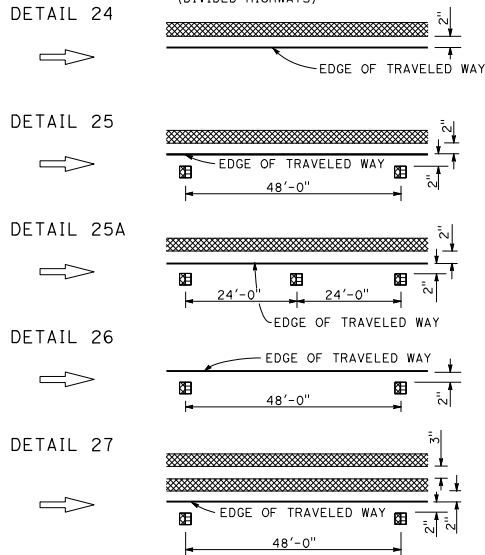 (DIVIDED HIGHWAYS)
DETAIL 24
2"
EDGE OF TRAVELED WAY
DETAIL 25
2"
EDGE OF TRAVELED WAY
2"
48'-0"
DETAIL 25A
2"
2"
24'-0"
24'-0"
EDGE OF TRAVELED WAY
DETAIL 26
EDGE OF TRAVELED WAY
2"
48'-0"
DETAIL 27
3"
EDGE OF TRAVELED WAY
2"
2"
48'-0"